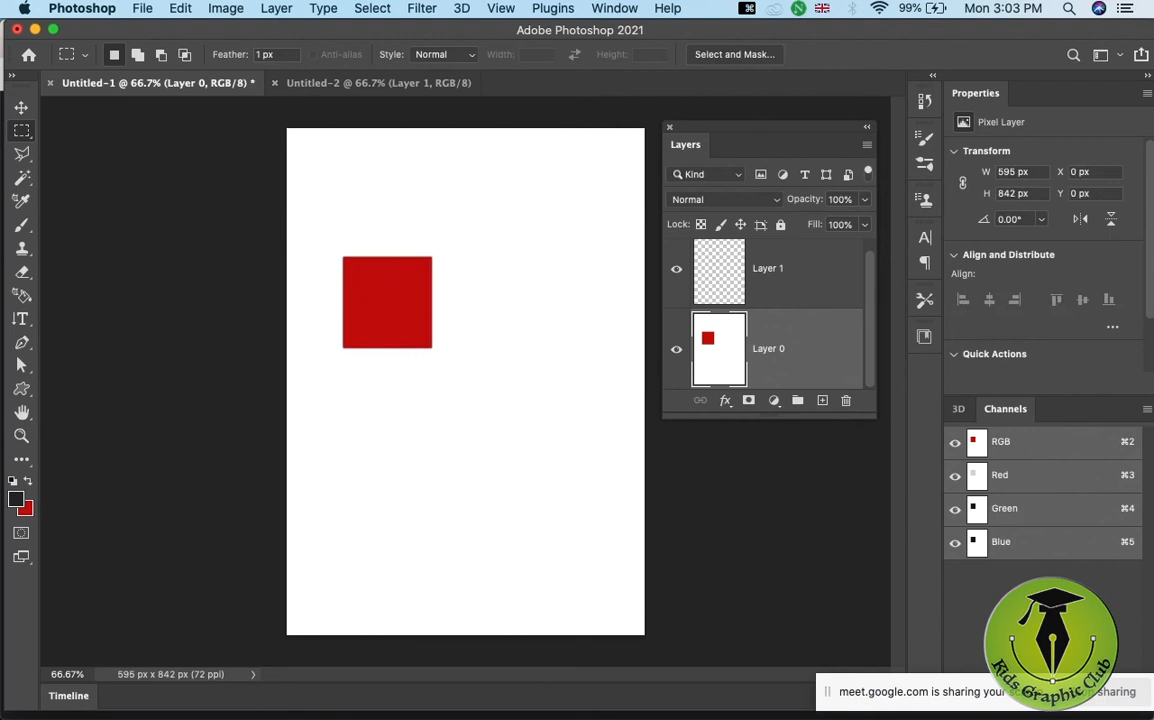 Photoshop File Edit Image Layer Type Select Filter 3D View Plugins Window Help 99% Mon 3:03 PM
Adobe Photoshop 2021
Feather: 1 px Anti-alias Style: Normal Width: Height: Select and Mask...
Untitled-1 @ 66.7% (Layer 0, RGB/8) * Untitled-2 @ 66.7% (Layer 1, RGB/8)
Layers
Kind
Normal Opacity: 100%
Lock: Fill: 100%
Layer 1
Layer 0
fx
Properties
Pixel Layer
Transform
W 595 px X 0 px
H 842 px Y 0 px
0.00°
Align and Distribute
Align:
Quick Actions
3D Channels
RGB ⌘2
Red ⌘3
Green ⌘4
Blue ⌘5
66.67% 595 px x 842 px (72 ppi)
Timeline
meet.google.com is sharing your sharing
Kids Graphic Club